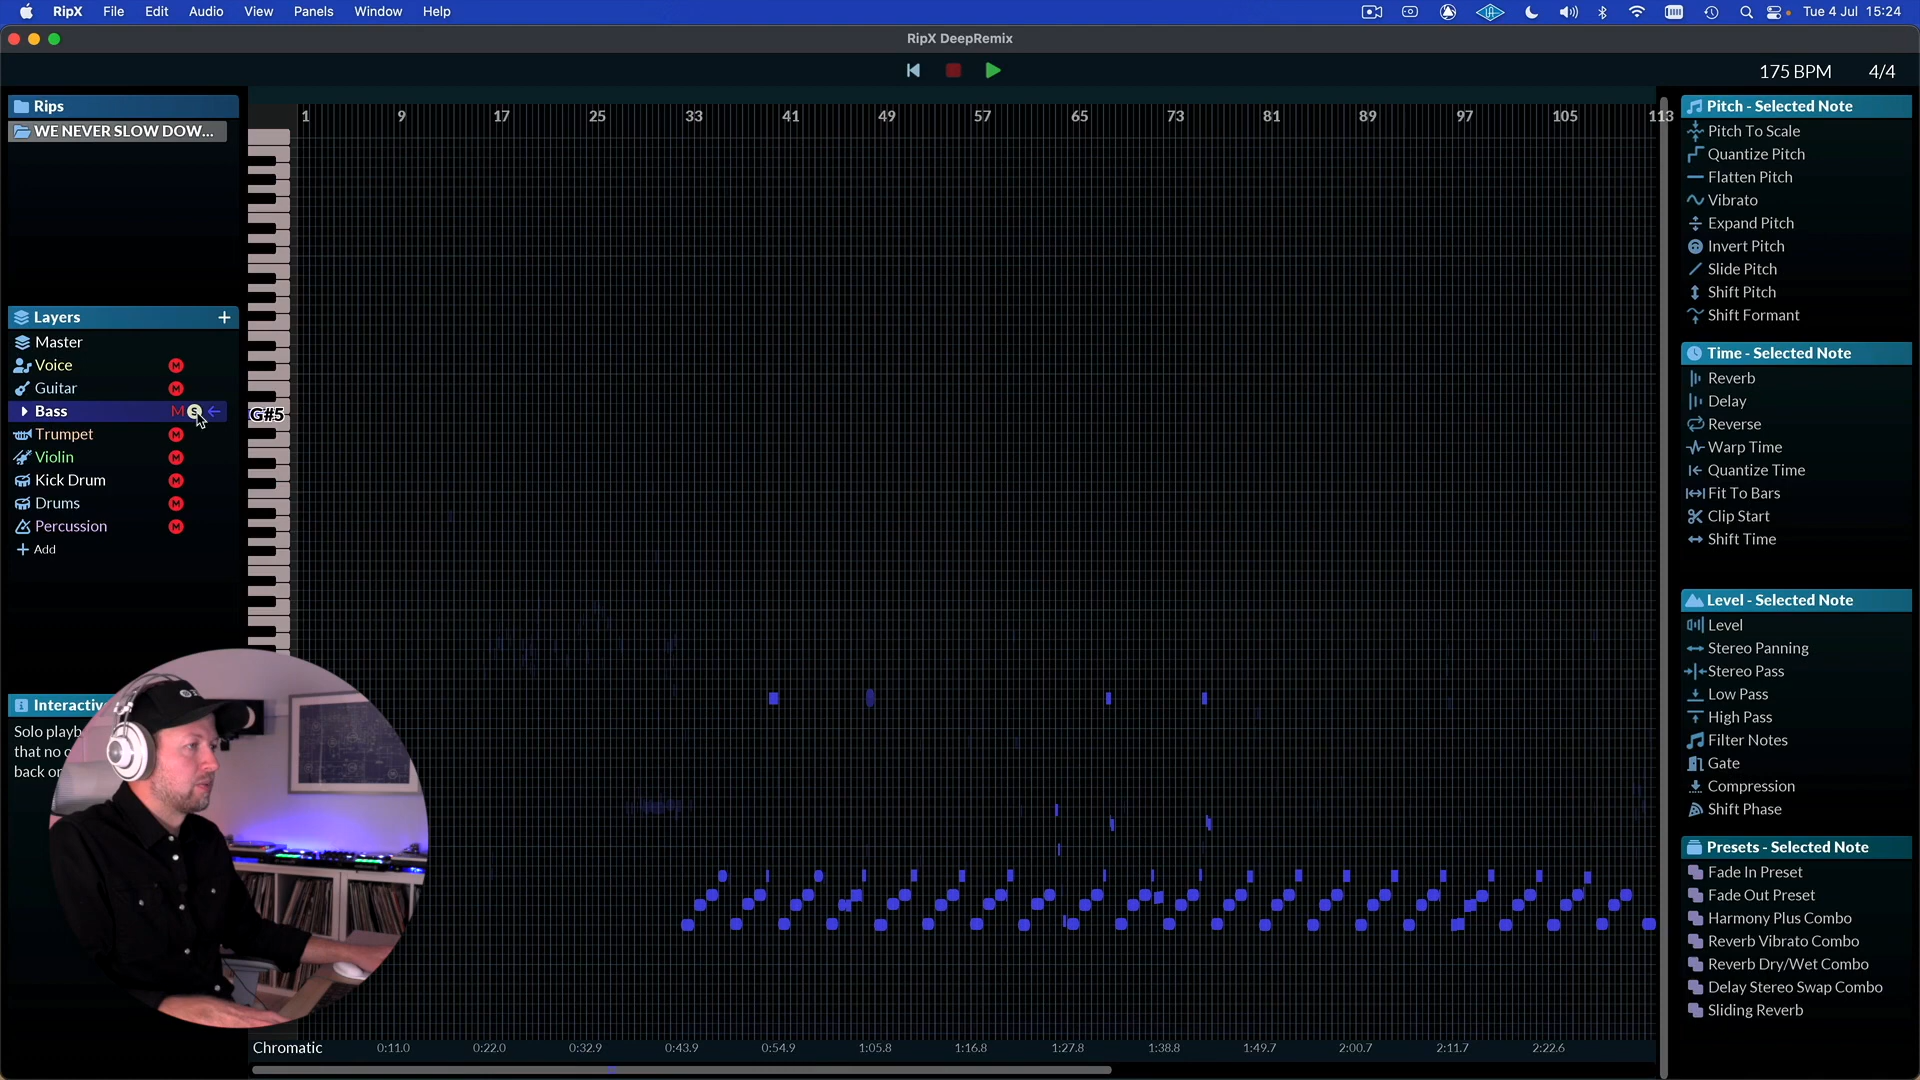 RipX File Edit Audio View Panels Window Help
Tue 4 Jul 15:24
RipX DeepRemix
175 BPM 4/4
Rips
WE NEVER SLOW DOW...
1 9 17 25 33 41 49 57 65 73 81 89 97 105 113
Layers
Master
Voice M
Guitar M
Bass M S
G#5
Trumpet M
Violin M
Kick Drum M
Drums M
Percussion M
Add
Interactiv
Solo playb
that no
back or
Chromatic 0:11.0 0:22.0 0:32.9 0:43.9 0:54.9 1:05.8 1:16.8 1:27.8 1:38.8 1:49.7 2:00.7 2:11.7 2:22.6
Pitch - Selected Note
Pitch To Scale
Quantize Pitch
Flatten Pitch
Vibrato
Expand Pitch
Invert Pitch
Slide Pitch
Shift Pitch
Shift Formant
Time - Selected Note
Reverb
Delay
Reverse
Warp Time
Quantize Time
Fit To Bars
Clip Start
Shift Time
Level - Selected Note
Level
Stereo Panning
Stereo Pass
Low Pass
High Pass
Filter Notes
Gate
Compression
Shift Phase
Presets - Selected Note
Fade In Preset
Fade Out Preset
Harmony Plus Combo
Reverb Vibrato Combo
Reverb Dry/Wet Combo
Delay Stereo Swap Combo
Sliding Reverb